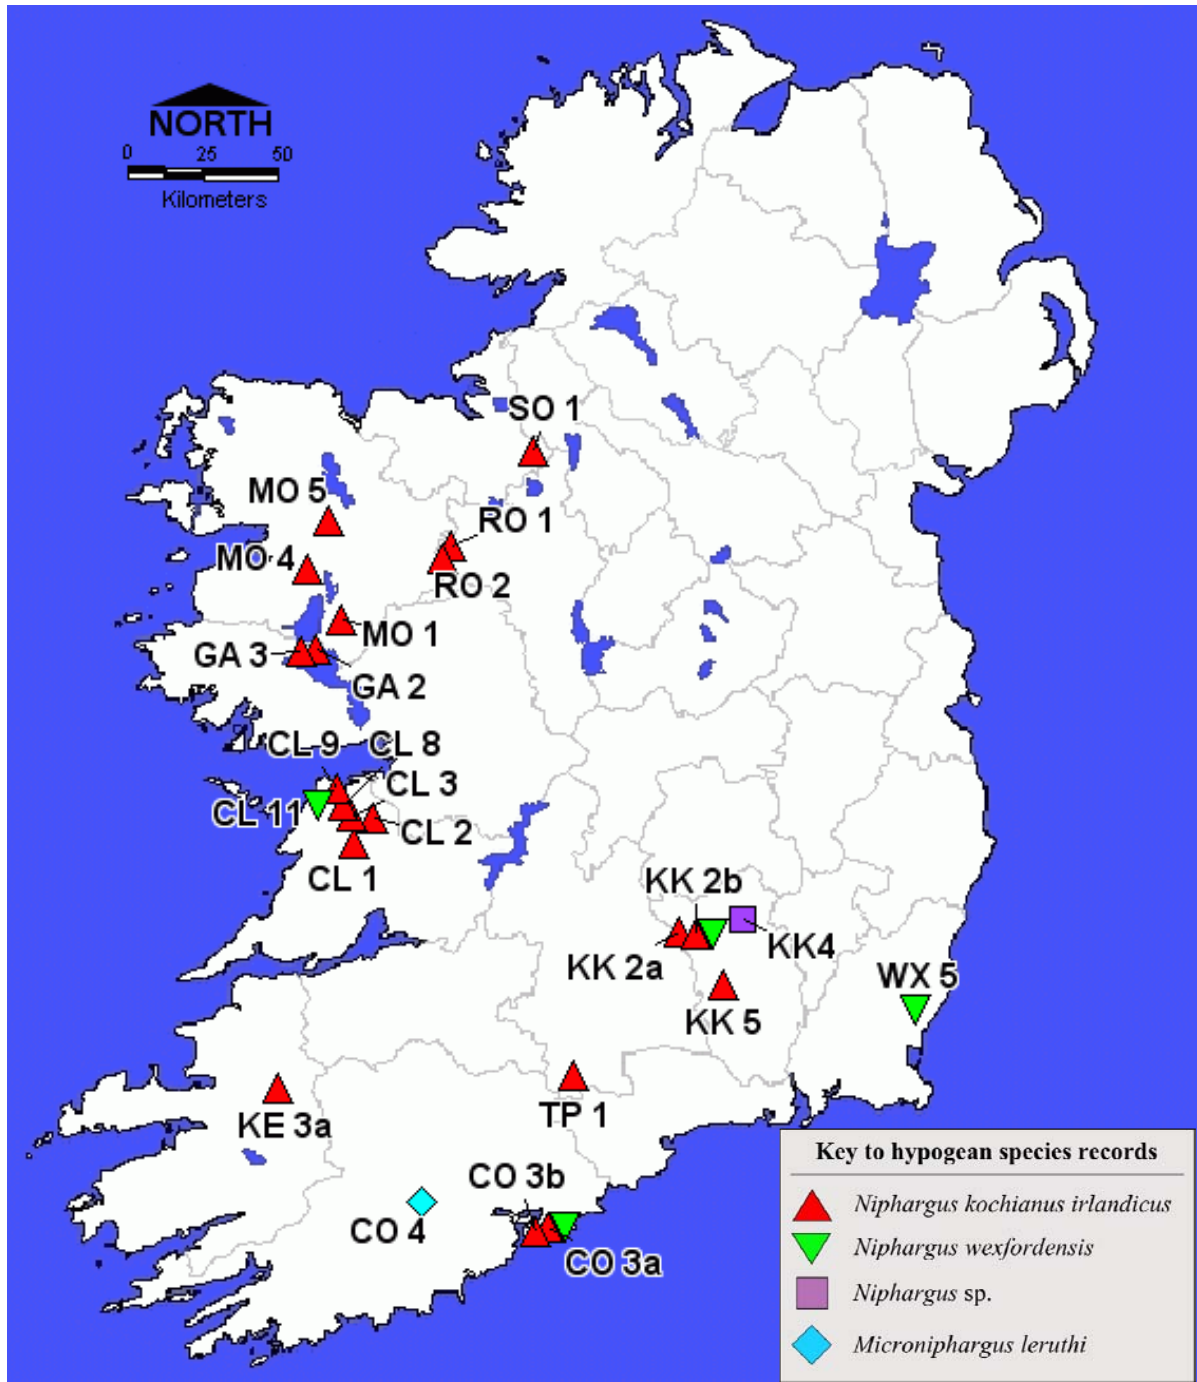 NORTH
0 25 50
Kilometers
SO 1
MO 5
RO 1
MO 4
RO 2
MO 1
GA 3
GA 2
CL 9 CL 8
CL 3
CL 11
CL 2
CL 1
KK 2b
KK4
KK 2a
WX 5
KK 5
TP 1
KE 3a
CO 3b
CO 4
CO 3a
Key to hypogean species records
Niphargus kochianus irlandicus
Niphargus wexfordensis
Niphargus sp.
Microniphargus leruthi